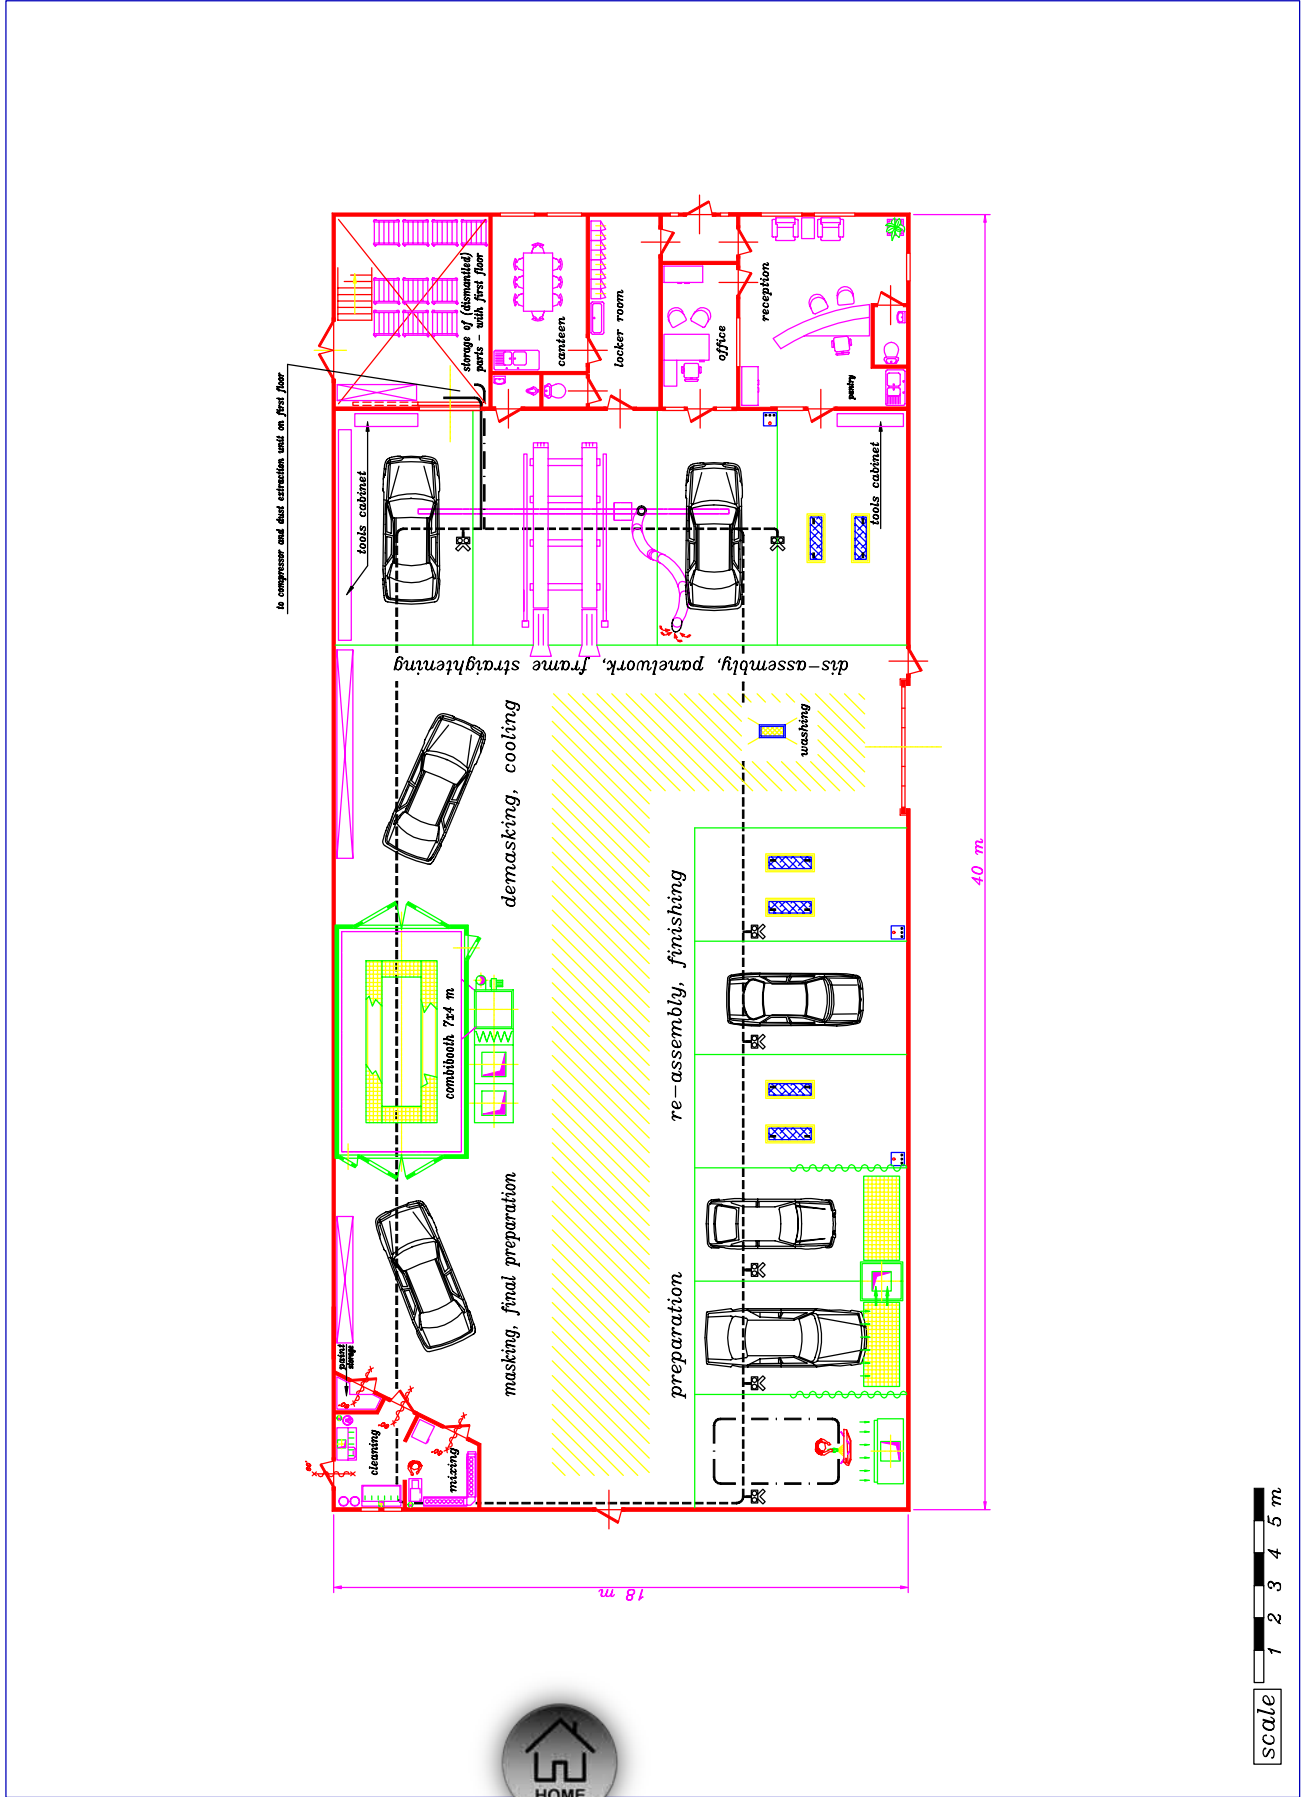 to compressor and dust extraction unit on first floor
storage of (dismantled)
parts - with first floor
canteen
locker room
office
reception
pantry
tools cabinet
tools cabinet
dis-assembly, panelwork, frame straightening
demasking, cooling
washing
combibooth 7x4 m
re-assembly, finishing
masking, final preparation
preparation
paint
storage
cleaning
mixing
40 m
18 m
scale
1 2 3 4 5 m
HOME